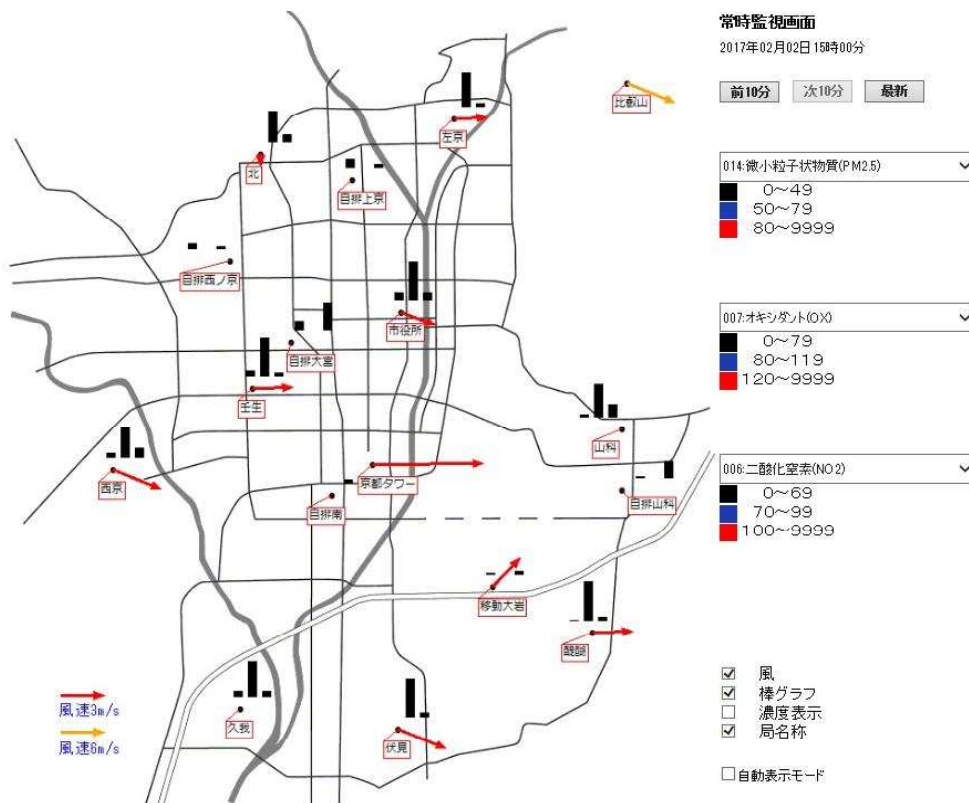 常時監視画面
2017年02月02日15時00分
前10分 次10分 最新
014:微小粒子状物質(PM2.5)
0～49
50～79
80～9999
007:オキシダント(OX)
0～79
80～119
120～9999
006:二酸化窒素(NO2)
0～69
70～99
100～9999
風
棒グラフ
濃度表示
局名称
自動表示モード
比叡山
左京
北
自排上京
自排西ノ京
市役所
自排大宮
壬生
山科
西京
京都タワー
自排山科
自排南
移動大岩
醍醐
久我
伏見
風速3m/s
風速6m/s